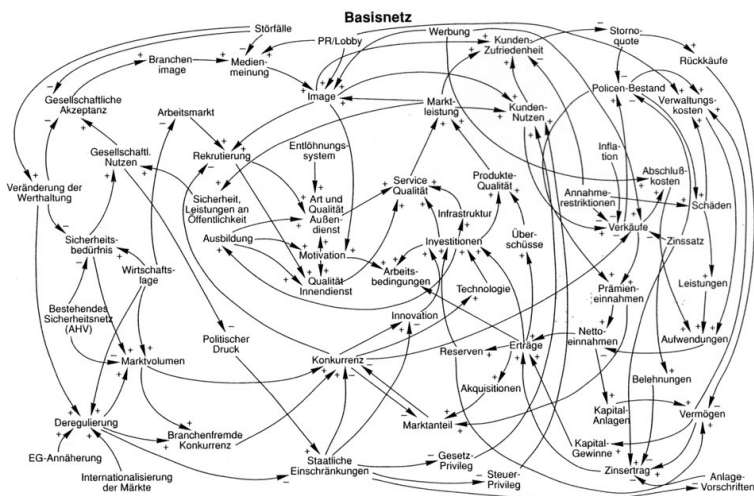 Basisnetz
Störfälle
PR/Lobby
Werbung
Kunden-
Zufriedenheit
Storno-
quote
Rückkäufe
Branchen
image
Medien-
meinung
Gesellschaftliche
Akzeptanz
Image
Markt-
leistung
Kunden-
Nutzen
Policen-Bestand
Verwaltungs-
kosten
Arbeitsmarkt
Gesellschaftl.
Nutzen
Rekrutierung
Entlöhnungs-
system
Infla-
tion
Veränderung der
Werthaltung
Sicherheit,
Leistungen an
Öffentlichkeit
Art und
Qualität
Außen-
dienst
Service
Qualität
Produkte-
Qualität
Abschluß-
kosten
Annahme-
restriktionen
Schäden
Infrastruktur
Verkäufe
Sicherheits-
bedürfnis
Ausbildung
Motivation
Investitionen
Über-
schüsse
Zinssatz
Wirtschafts-
lage
Qualität
Innendienst
Arbeits-
bedingungen
Technologie
Prämien-
einnahmen
Leistungen
Bestehendes
Sicherheitsnetz
(AHV)
Politischer
Druck
Innovation
Netto-
einnahmen
Aufwendungen
Marktvolumen
Konkurrenz
Reserven
Erträge
Akquisitionen
Belehnungen
Deregulierung
Branchenfremde
Konkurrenz
Marktanteil
Kapital-
Anlagen
Vermögen
EG-Annäherung
Internationalisierung
der Märkte
Staatliche
Einschränkungen
Gesetz-
Privileg
Steuer-
Privileg
Kapital-
Gewinne
Zinsertrag
Anlage-
Vorschriften